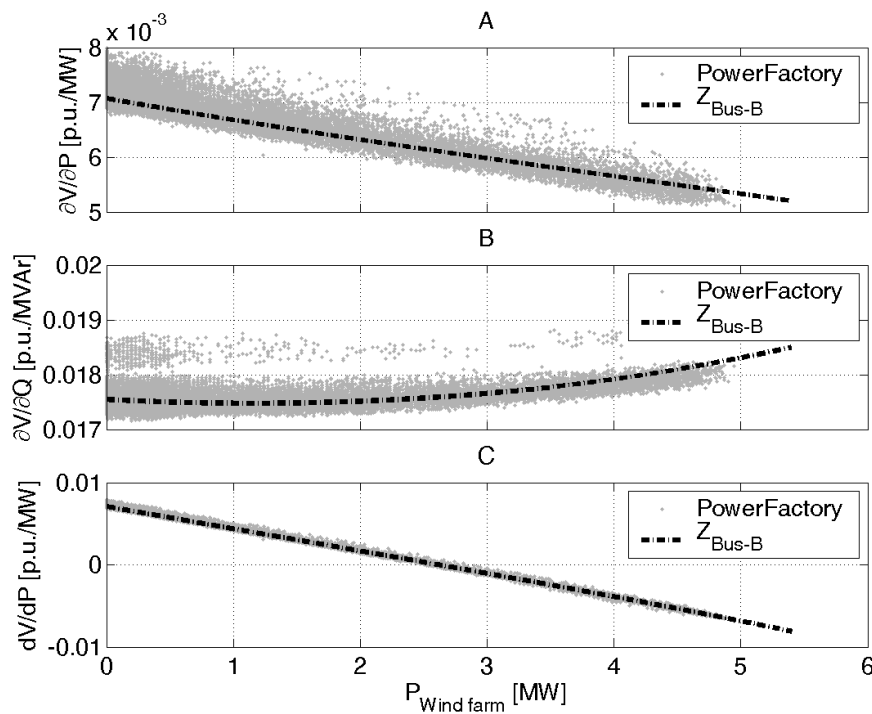 A
x 10^-3
8
7
6
5
∂V/∂P [p.u./MW]
PowerFactory
Z_Bus-B
B
0.02
0.019
0.018
0.017
∂V/∂Q [p.u./MVAr]
PowerFactory
Z_Bus-B
C
0.01
0
-0.01
dV/dP [p.u./MW]
PowerFactory
Z_Bus-B
0 1 2 3 4 5 6
P_Wind farm [MW]